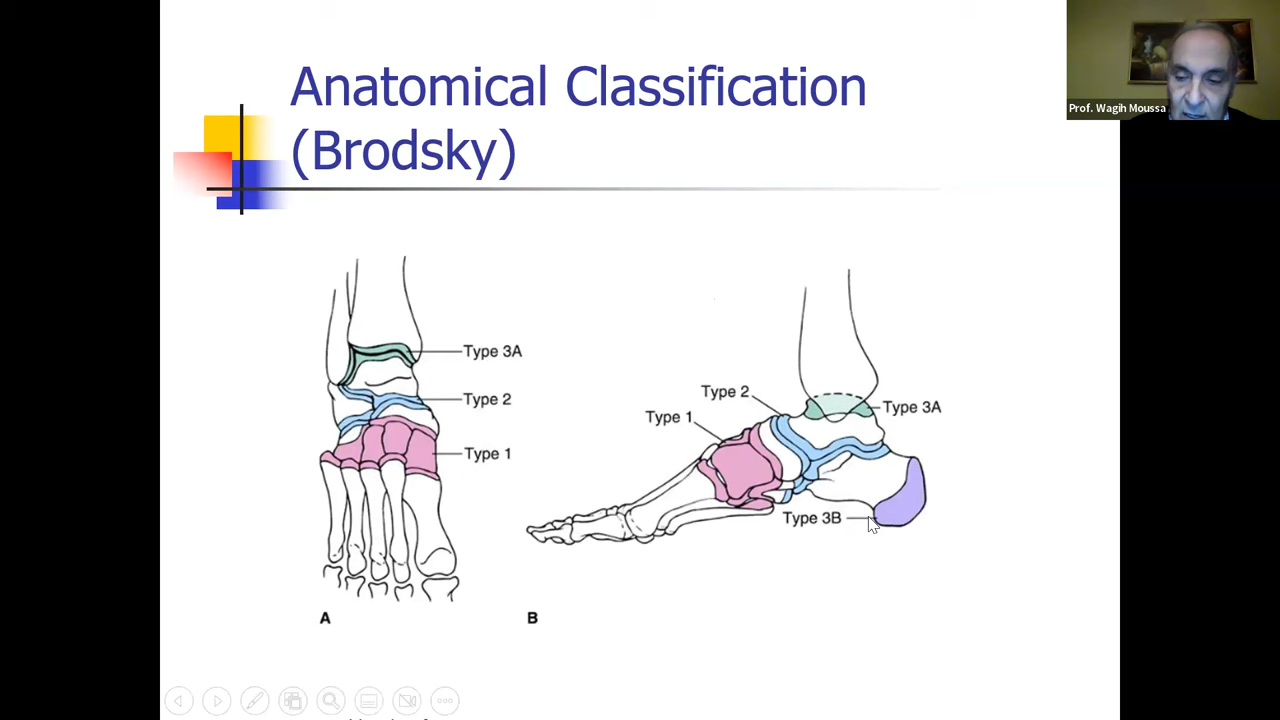 Anatomical Classification
(Brodsky)
Prof. Wagih Moussa
Type 3A
Type 2
Type 1
Type 2
Type 1
Type 3A
Type 3B
A
B